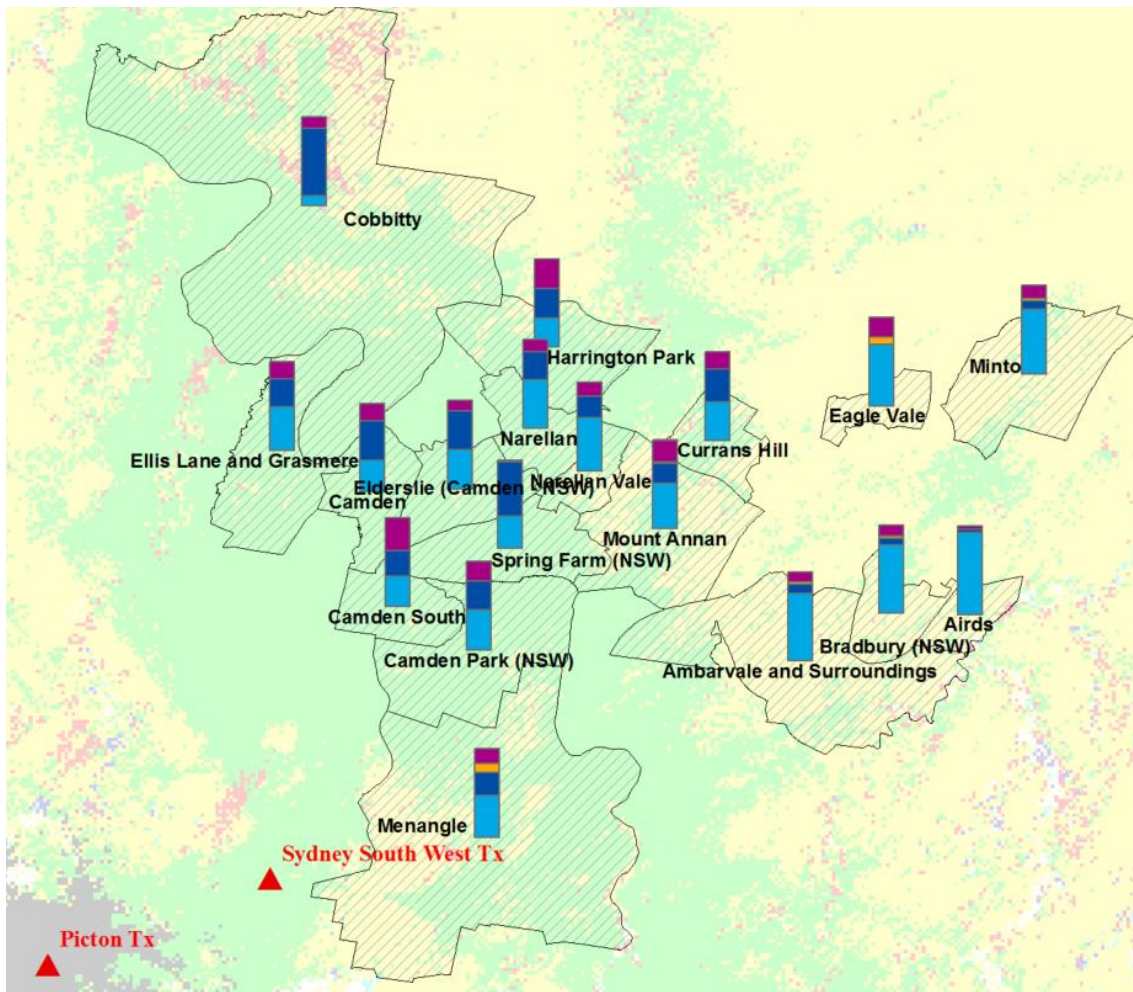 Cobbitty
Harrington Park
Minto
Eagle Vale
Narellan
Currans Hill
Ellis Lane and Grasmere
Narellan Vale
Elderslie (Camden - NSW)
Camden
Mount Annan
Spring Farm (NSW)
Camden South
Airds
Bradbury (NSW)
Camden Park (NSW)
Ambarvale and Surroundings
Menangle
Sydney South West Tx
Picton Tx